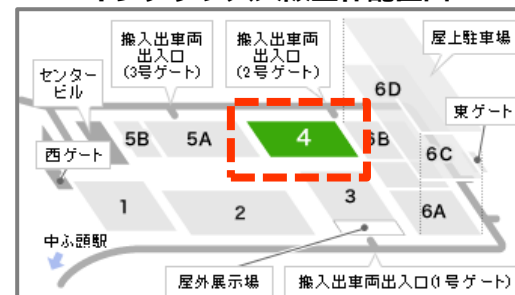 搬入出車両
出入口
(3号ゲート)
搬入出車両
出入口
(2号ゲート)
屋上駐車場
センター
ビル
6D
東ゲート
5B
5A
4
6B
6C
西ゲート
1
2
3
6A
中ふ頭駅
屋外展示場
搬入出車両出入口(1号ゲート)